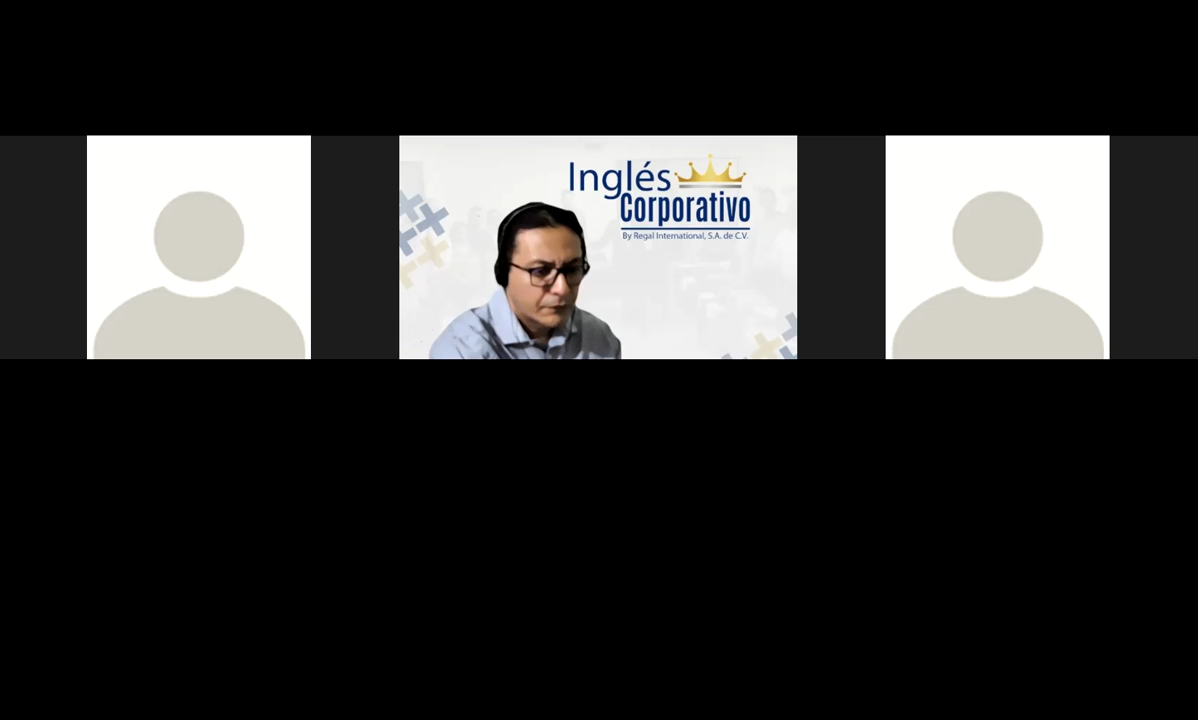 Inglés
Corporativo
By Regal International, S.A. de C.V.